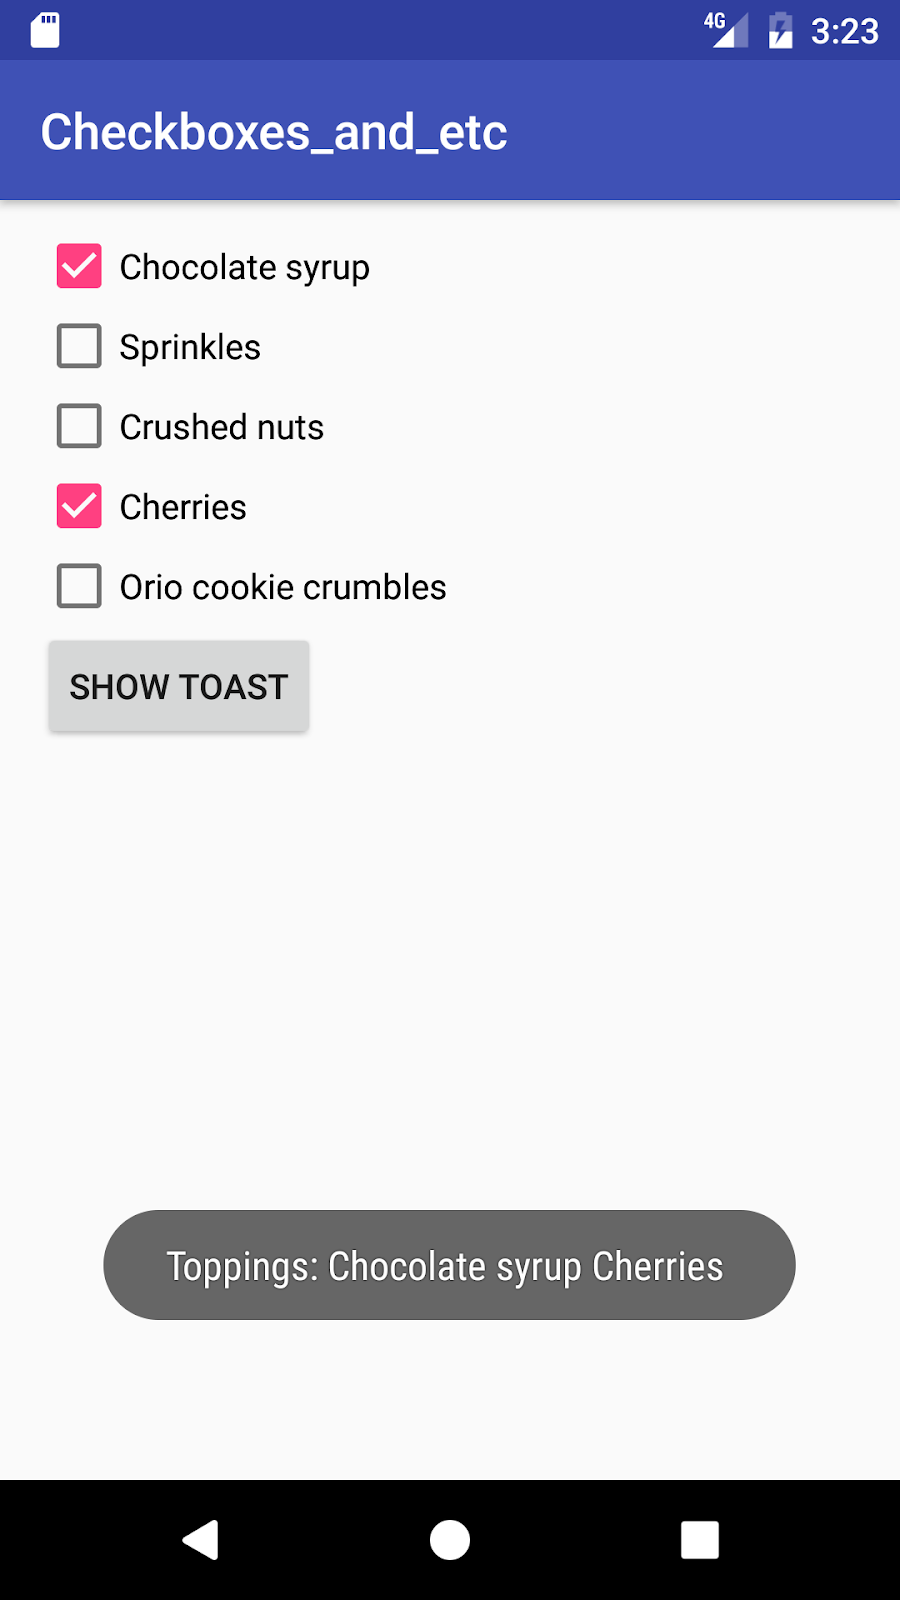 4G 3:23
Checkboxes_and_etc
Chocolate syrup
Sprinkles
Crushed nuts
Cherries
Orio cookie crumbles
SHOW TOAST
Toppings: Chocolate syrup Cherries